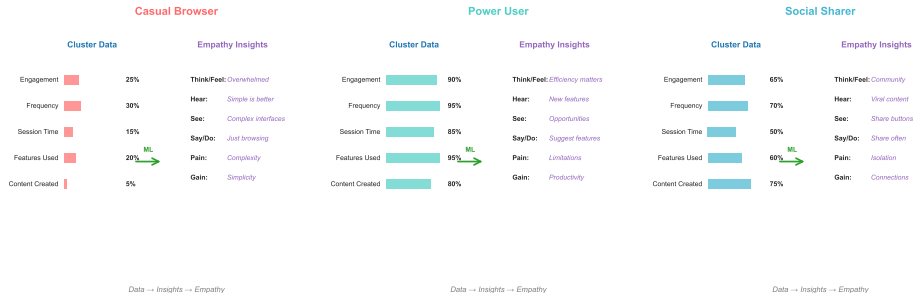 Casual Browser
Cluster Data
Empathy Insights
Engagement 25%
Frequency 30%
Session Time 15%
Features Used 20%
Content Created 5%
ML
Think/Feel: Overwhelmed
Hear: Simple is better
See: Complex interfaces
Say/Do: Just browsing
Pain: Complexity
Gain: Simplicity
Data → Insights → Empathy
Power User
Cluster Data
Empathy Insights
Engagement 90%
Frequency 95%
Session Time 85%
Features Used 95%
Content Created 80%
ML
Think/Feel: Efficiency matters
Hear: New features
See: Opportunities
Say/Do: Suggest features
Pain: Limitations
Gain: Productivity
Data → Insights → Empathy
Social Sharer
Cluster Data
Empathy Insights
Engagement 65%
Frequency 70%
Session Time 50%
Features Used 60%
Content Created 75%
ML
Think/Feel: Community
Hear: Viral content
See: Share buttons
Say/Do: Share often
Pain: Isolation
Gain: Connections
Data → Insights → Empathy